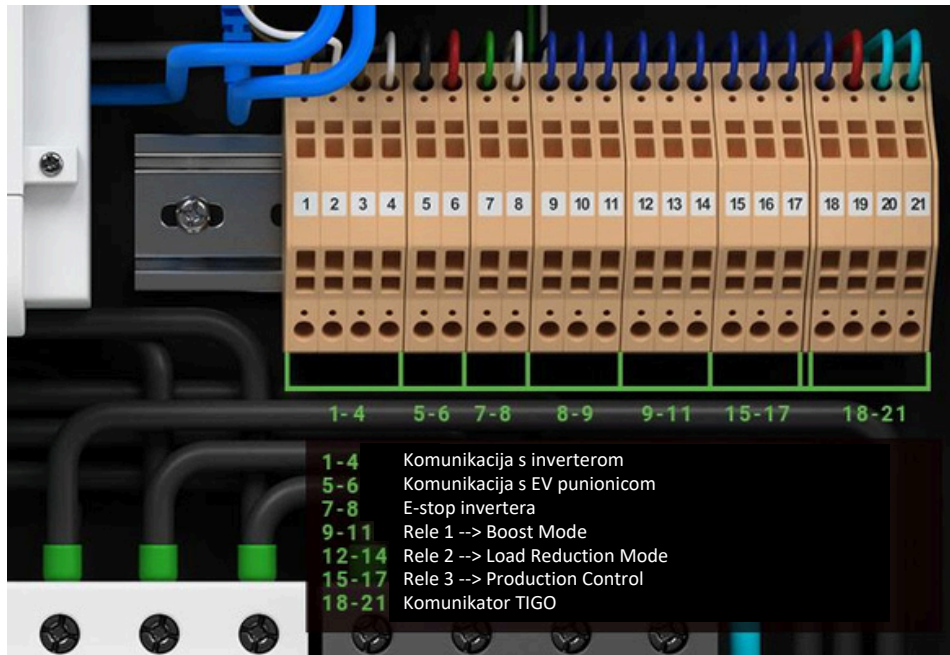 1 2 3 4 5 6 7 8 9 10 11 12 13 14 15 16 17 18 19 20 21
1-4 5-6 7-8 8-9 9-11 15-17 18-21
1-4 Komunikacija s inverterom
5-6 Komunikacija s EV punionicom
7-8 E-stop invertera
9-11 Rele 1 --> Boost Mode
12-14 Rele 2 --> Load Reduction Mode
15-17 Rele 3 --> Production Control
18-21 Komunikator TIGO